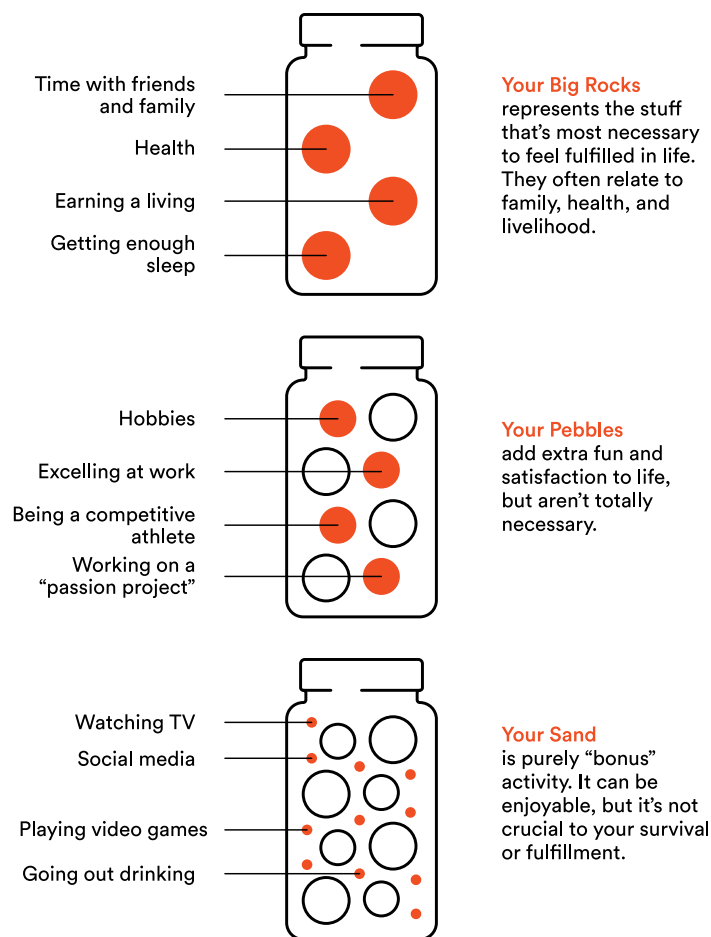 Time with friends
and family
Health
Earning a living
Getting enough
sleep
Your Big Rocks
represents the stuff
that's most necessary
to feel fulfilled in life.
They often relate to
family, health, and
livelihood.
Hobbies
Excelling at work
Being a competitive
athlete
Working on a
“passion project”
Your Pebbles
add extra fun and
satisfaction to life,
but aren't totally
necessary.
Watching TV
Social media
Playing video games
Going out drinking
Your Sand
is purely “bonus”
activity. It can be
enjoyable, but it's not
crucial to your survival
or fulfillment.